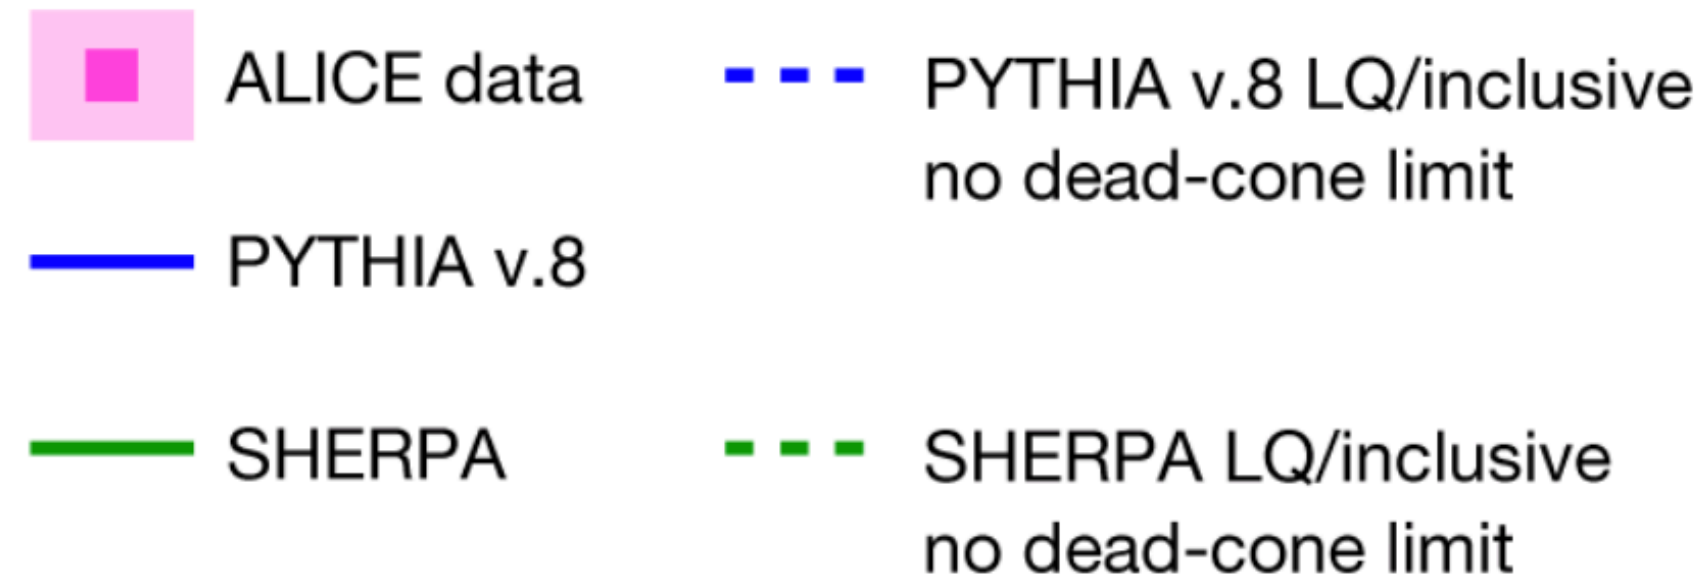 ALICE data
PYTHIA v.8 LQ/inclusive
no dead-cone limit
PYTHIA v.8
SHERPA
SHERPA LQ/inclusive
no dead-cone limit